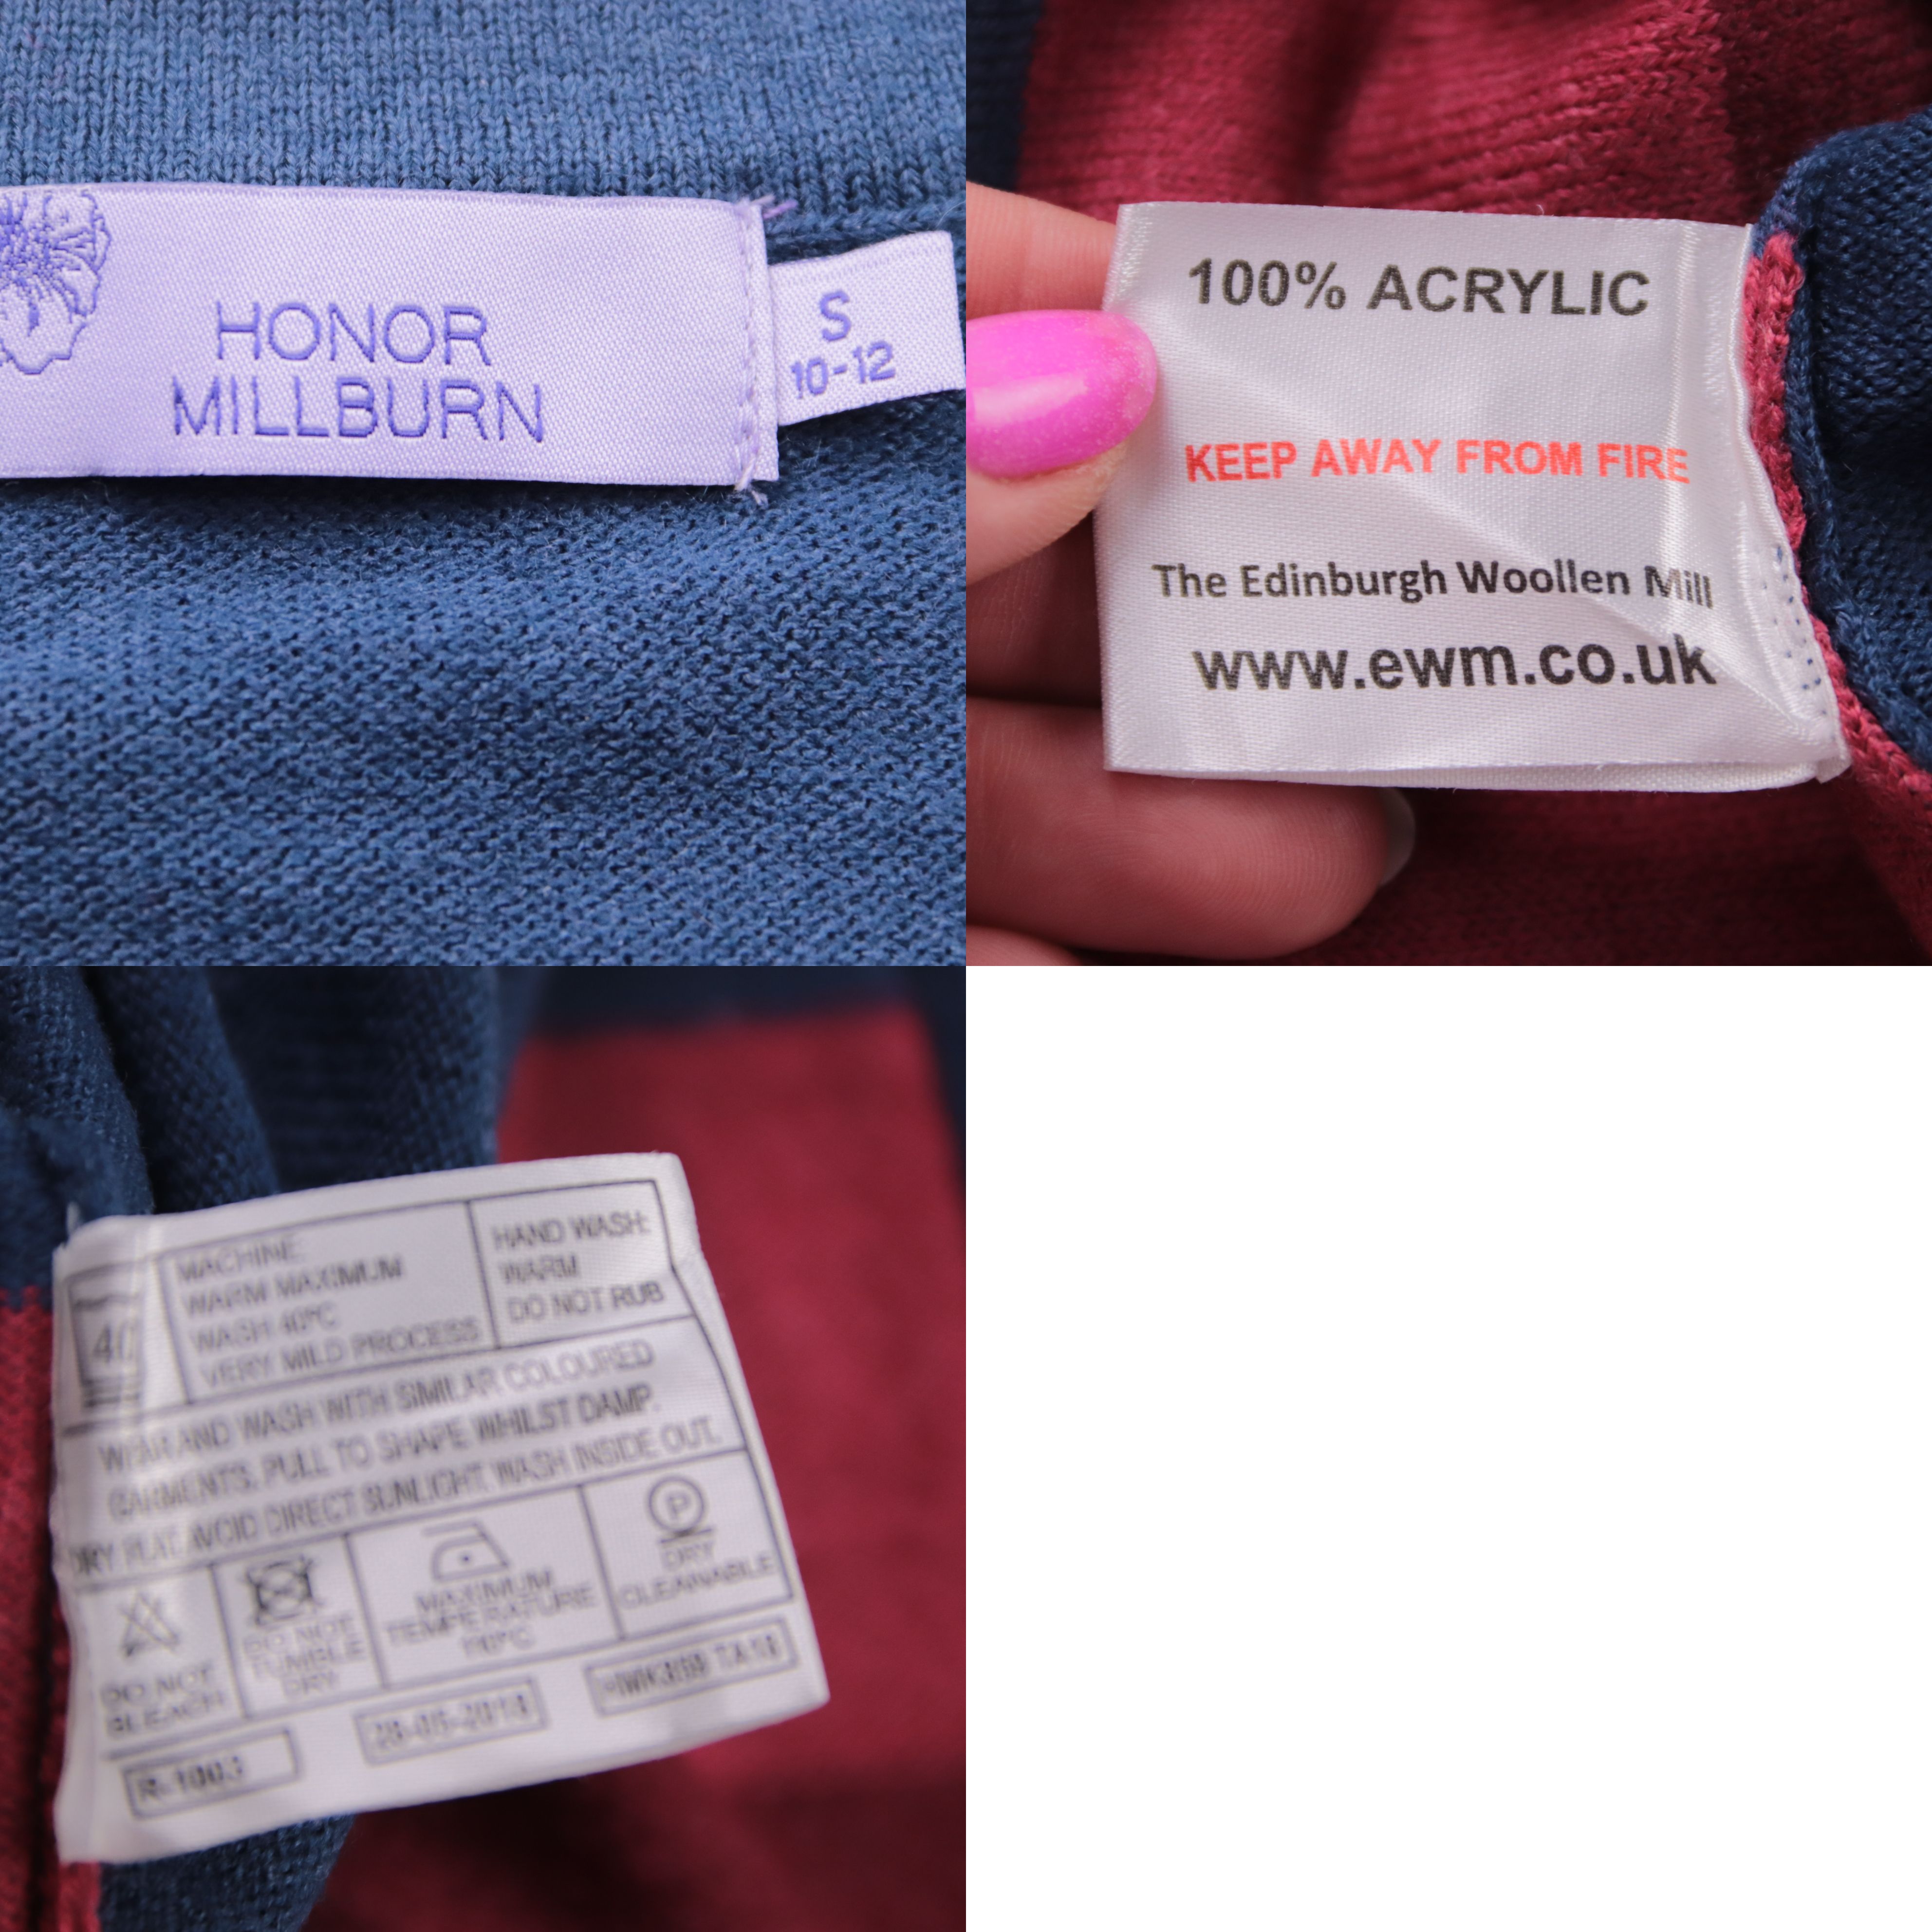 HONOR
MILLBURN
S
10-12
100% ACRYLIC
KEEP AWAY FROM FIRE
The Edinburgh Woollen Mill
www.ewm.co.uk
40
MACHINE:
WARM MAXIMUM
WASH 40°C
VERY MILD PROCESS
HAND WASH:
WARM
DO NOT RUB
WEAR AND WASH WITH SIMILAR COLOURED
GARMENTS. PULL TO SHAPE WHILST DAMP.
DRY FLAT. AVOID DIRECT SUNLIGHT. WASH INSIDE OUT.
DO NOT
BLEACH
DO NOT
TUMBLE
DRY
MAXIMUM
TEMPERATURE
110°C
P
DRY
CLEANABLE
R-1003